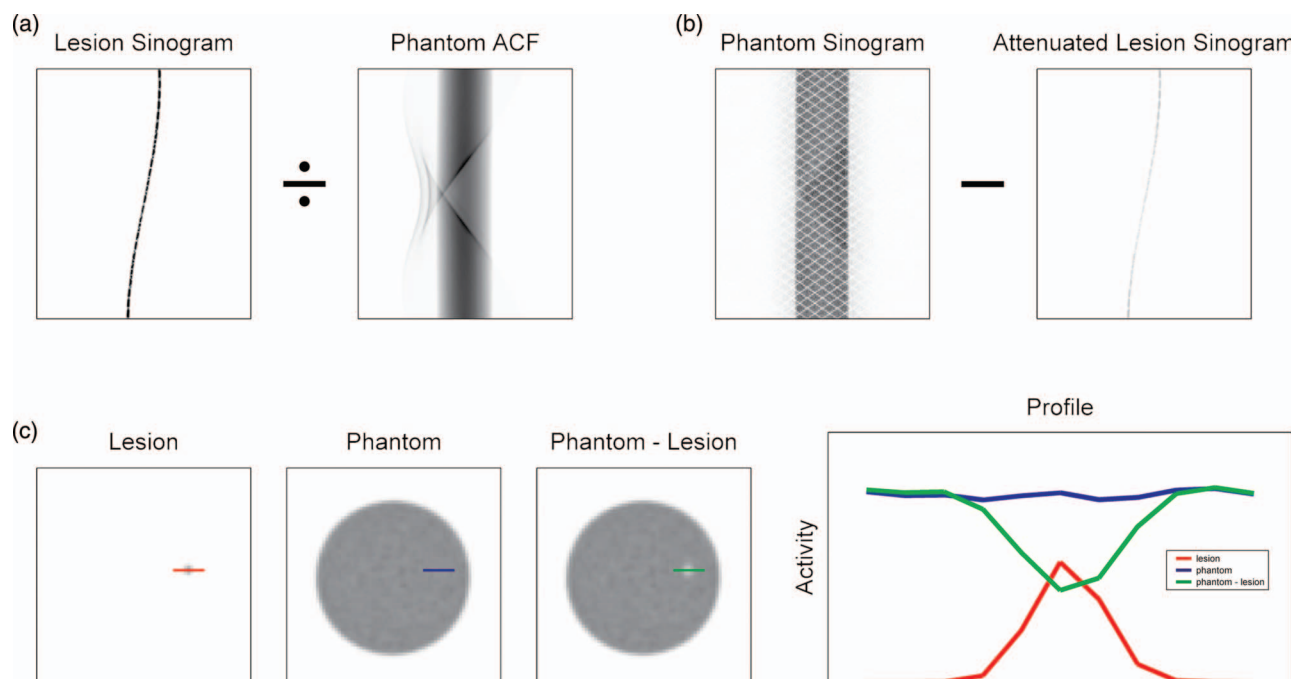 (a)
Lesion Sinogram
Phantom ACF
÷
(b)
Phantom Sinogram
Attenuated Lesion Sinogram
−
(c)
Lesion
Phantom
Phantom - Lesion
Profile
Activity
lesion
phantom
phantom - lesion